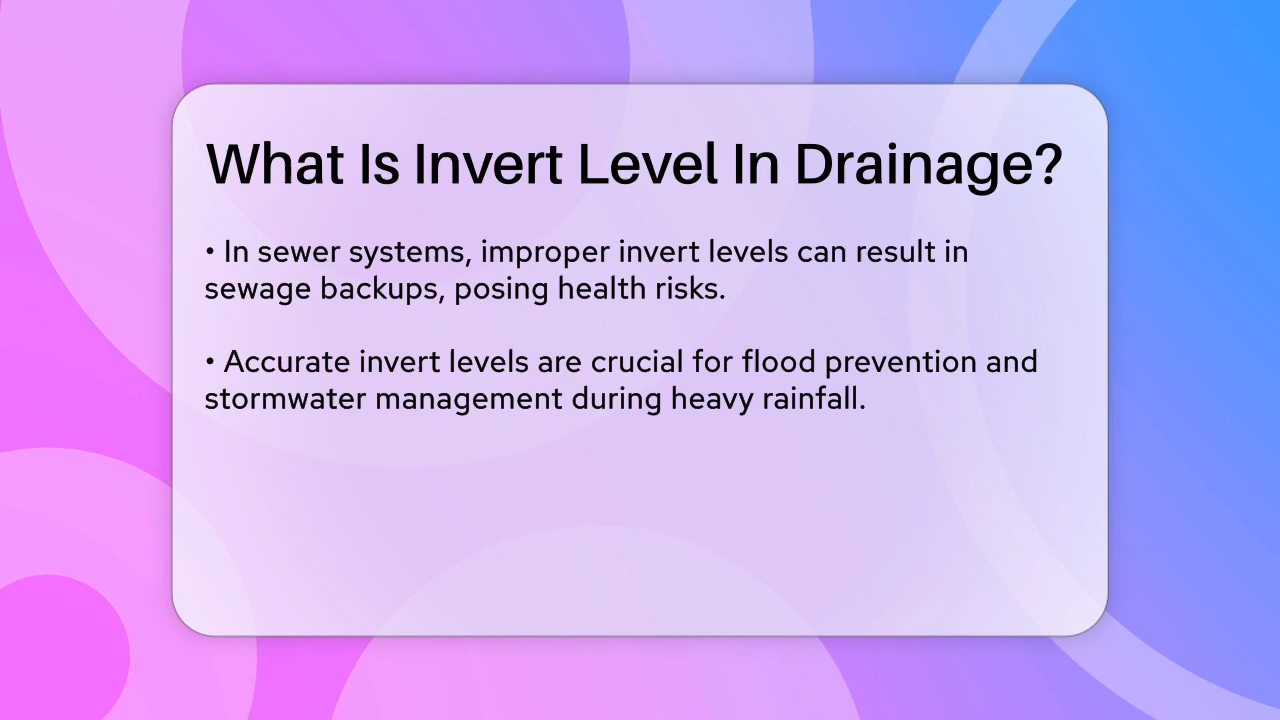 What Is Invert Level In Drainage?
• In sewer systems, improper invert levels can result in
sewage backups, posing health risks.
• Accurate invert levels are crucial for flood prevention and
stormwater management during heavy rainfall.